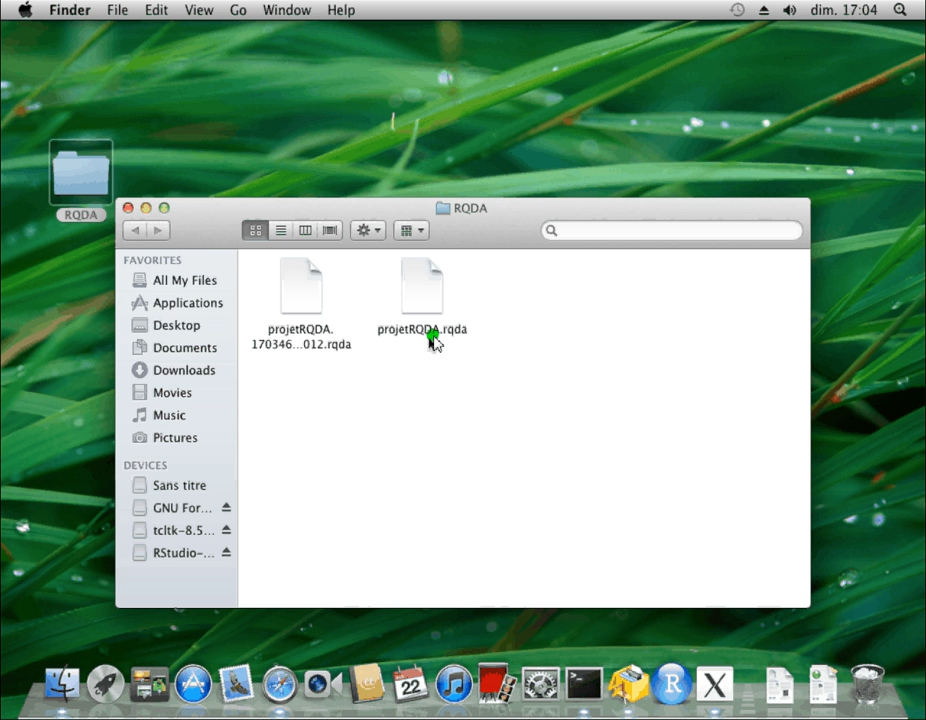 Finder File Edit View Go Window Help dim. 17:04
RQDA
RQDA
FAVORITES
All My Files
Applications
Desktop
Documents
Downloads
Movies
Music
Pictures
DEVICES
Sans titre
GNU For...
tcltk-8.5...
RStudio-...
projetRQDA.
170346...012.rqda
projetRQDA.rqda
22
R
X